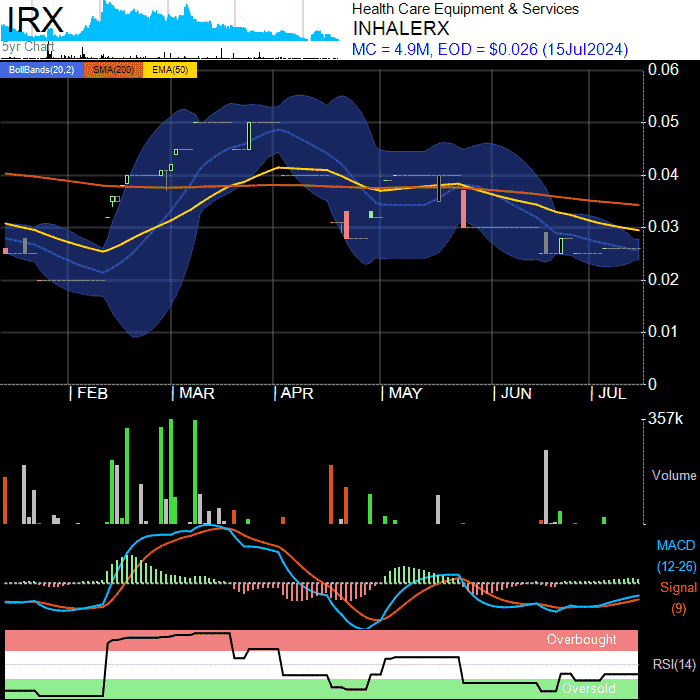 IRX
5yr Chart
Health Care Equipment & Services
INHALERX
MC = 4.9M, EOD = $0.026 (15Jul2024)
BollBands(20,2) SMA(200) EMA(50)
0.06
0.05
0.04
0.03
0.02
0.01
0
FEB MAR APR MAY JUN JUL
357k
Volume
MACD
(12-26)
Signal
(9)
Overbought
RSI(14)
Oversold